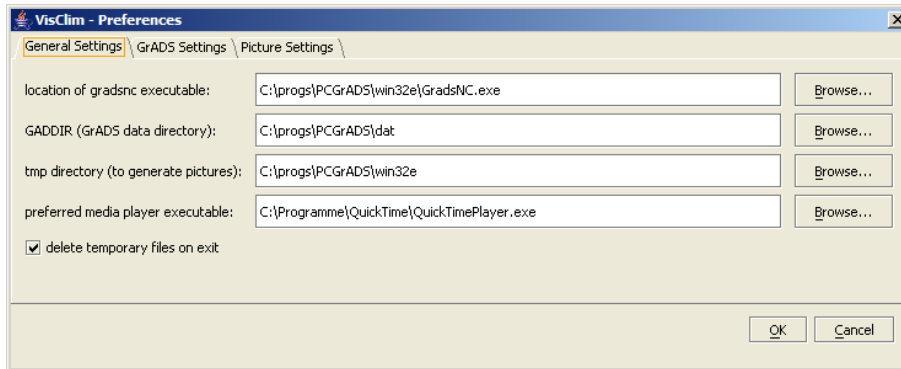 VisClim - Preferences
General Settings GrADS Settings Picture Settings
location of gradsnc executable: C:\progs\PCGrADS\win32e\GradsNC.exe Browse...
GADDIR (GrADS data directory): C:\progs\PCGrADS\dat Browse...
tmp directory (to generate pictures): C:\progs\PCGrADS\win32e Browse...
preferred media player executable: C:\Programme\QuickTime\QuickTimePlayer.exe Browse...
delete temporary files on exit
OK Cancel